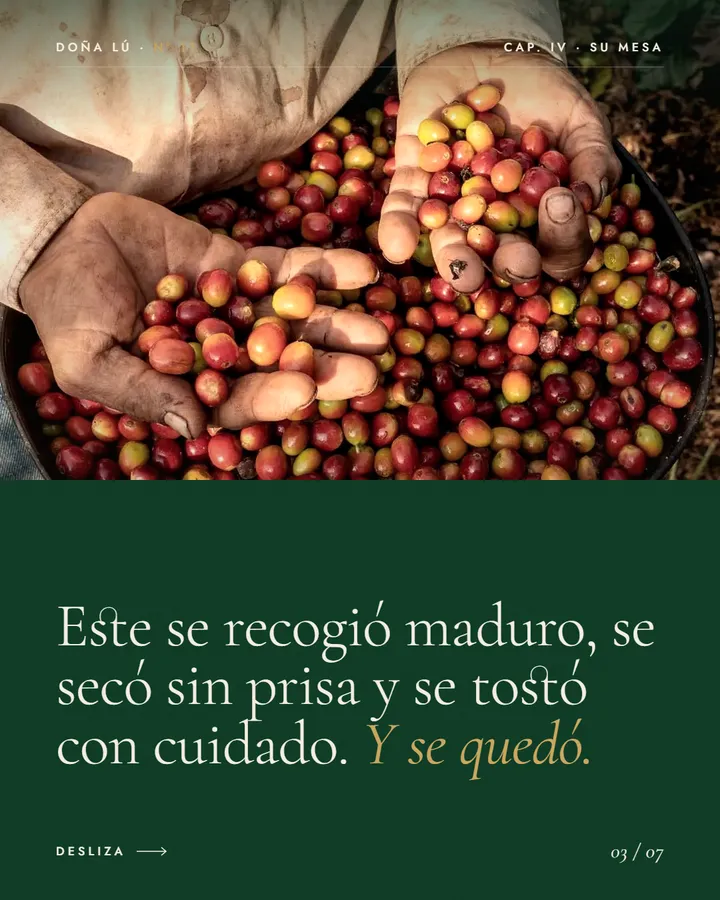 DOÑA LÚ ·
CAP. IV · SU MESA
Este se recogió maduro, se
secó sin prisa y se tostó
con cuidado. Y se quedó.
DESLIZA →
03 / 07